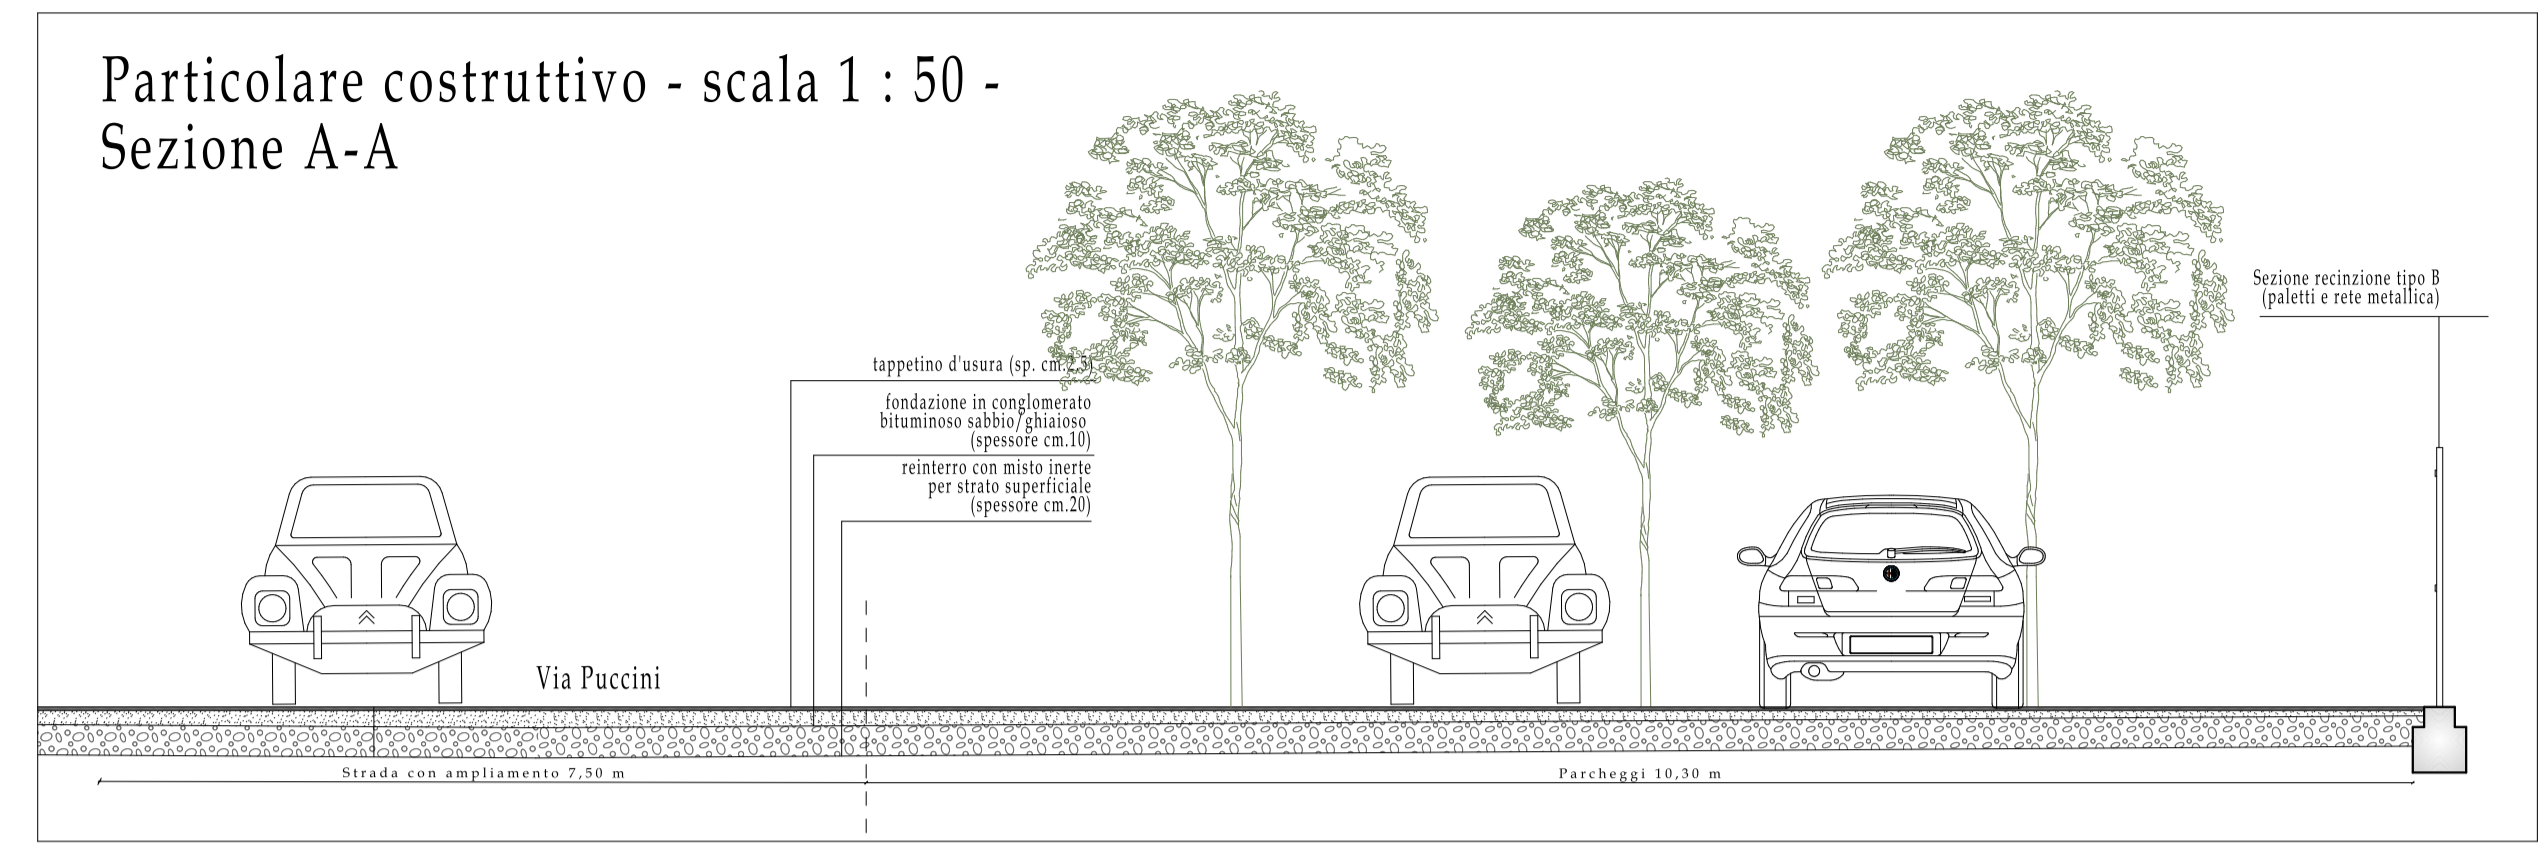 Particolare costruttivo - scala 1 : 50 -
Sezione A-A
Sezione recinzione tipo B
(paletti e rete metallica)
tappetino d'usura (sp. cm.2,5)
fondazione in conglomerato
bituminoso sabbio/ghiaioso
(spessore cm.10)
reinterro con misto inerte
per strato superficiale
(spessore cm.20)
Via Puccini
Strada con ampliamento 7,50 m
Parcheggi 10,30 m